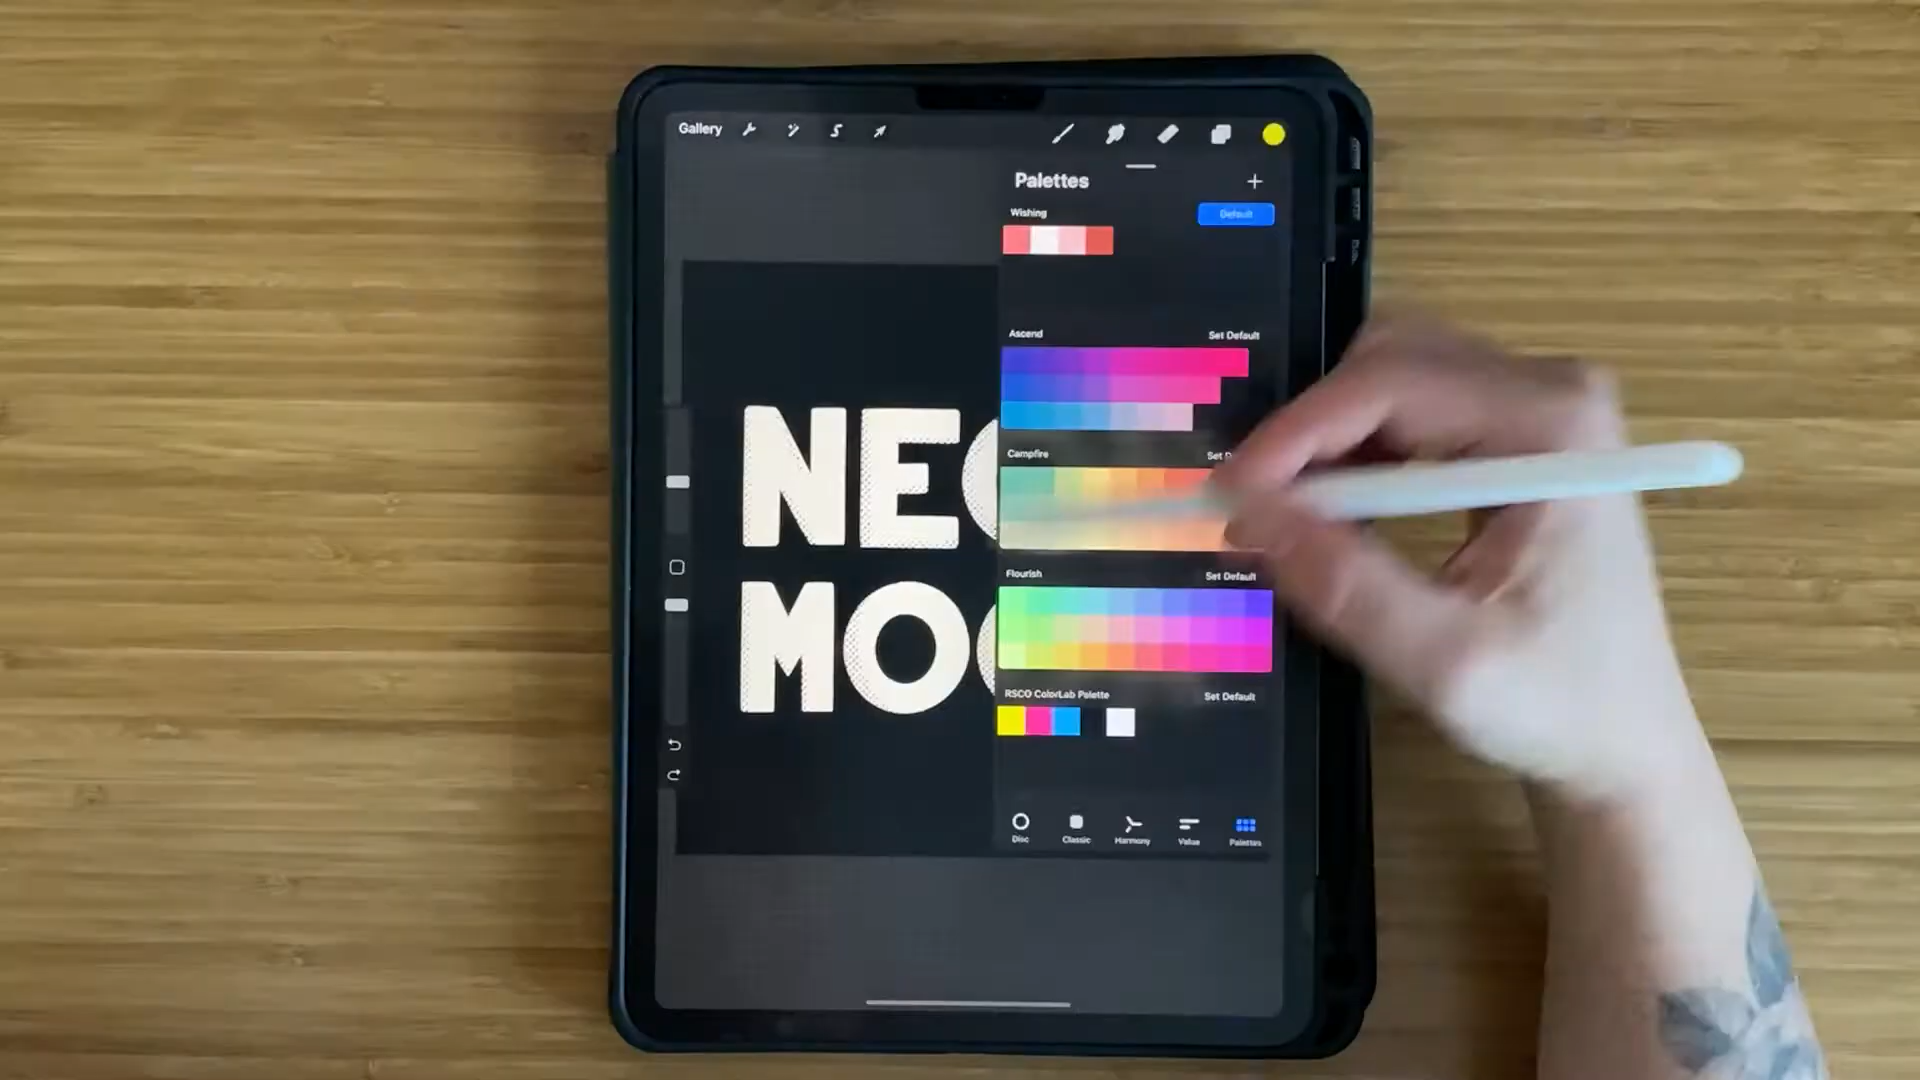 Gallery
Palettes
Wishing
Default
Ascend
Set Default
Campfire
Set
Flourish
Set Default
RSCO ColorLab Palette
Set Default
NE
MO
Disc
Classic
Harmony
Value
Palettes